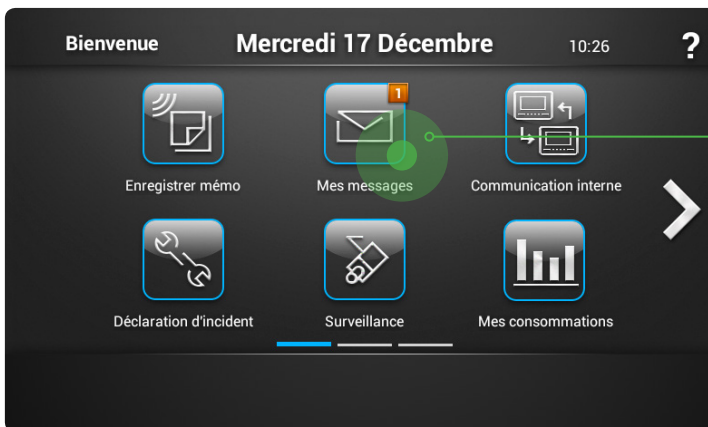 Bienvenue Mercredi 17 Décembre 10:26 ?
1
Enregistrer mémo Mes messages Communication interne
Déclaration d'incident Surveillance Mes consommations